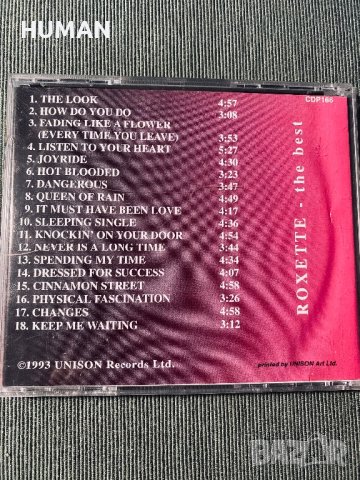 HUMAN
CDP168
1. THE LOOK 4:57
2. HOW DO YOU DO 3:08
3. FADING LIKE A FLOWER
(EVERY TIME YOU LEAVE) 3:53
4. LISTEN TO YOUR HEART 5:27
5. JOYRIDE 4:30
6. HOT BLOODED 3:23
7. DANGEROUS 3:47
8. QUEEN OF RAIN 4:49
9. IT MUST HAVE BEEN LOVE 4:17
10. SLEEPING SINGLE 4:36
11. KNOCKIN' ON YOUR DOOR 4:54
12. NEVER IS A LONG TIME 3:44
13. SPENDING MY TIME 4:34
14. DRESSED FOR SUCCESS 4:07
15. CINNAMON STREET 4:58
16. PHYSICAL FASCINATION 3:26
17. CHANGES 4:58
18. KEEP ME WAITING 3:12
ROXETTE - the best
©1993 UNISON Records Ltd.
printed by UNISON Art Ltd.
BAZAR